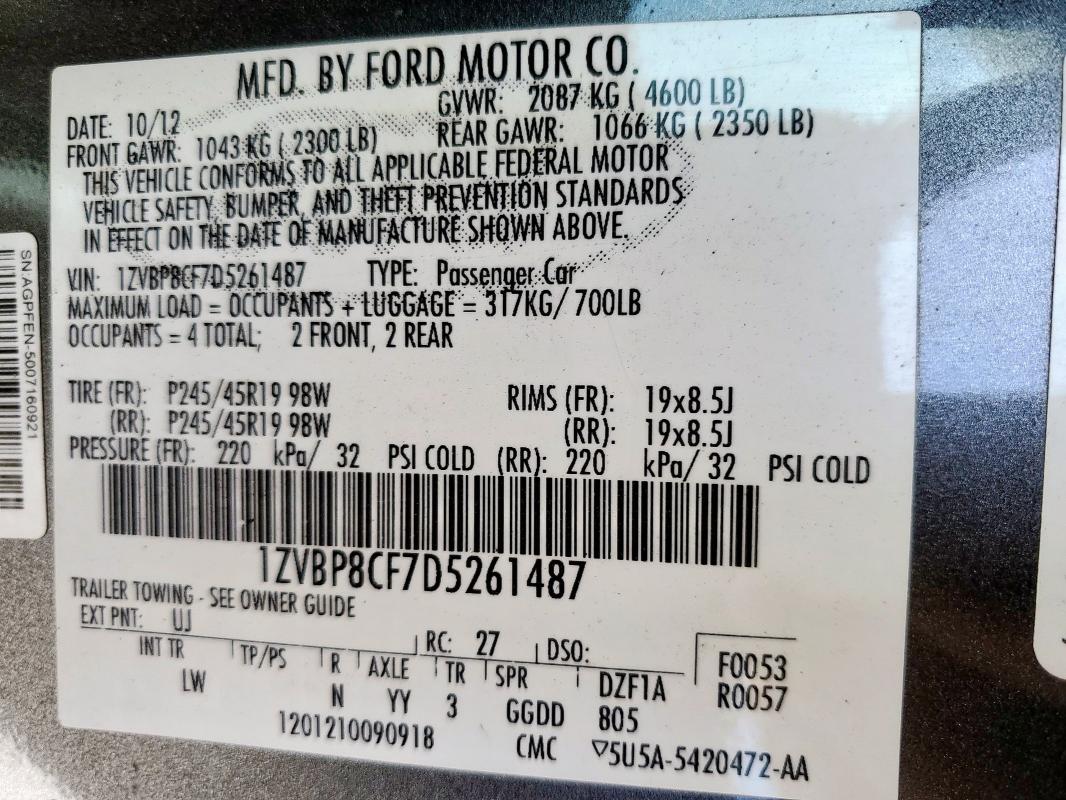 MFD. BY FORD MOTOR CO.
DATE: 10/12 GVWR: 2087 KG ( 4600 LB)
FRONT GAWR: 1043 KG ( 2300 LB) REAR GAWR: 1066 KG ( 2350 LB)
THIS VEHICLE CONFORMS TO ALL APPLICABLE FEDERAL MOTOR
VEHICLE SAFETY, BUMPER, AND THEFT PREVENTION STANDARDS
IN EFFECT ON THE DATE OF MANUFACTURE SHOWN ABOVE.
VIN: 1ZVBP8CF7D5261487 TYPE: Passenger Car
MAXIMUM LOAD = OCCUPANTS + LUGGAGE = 317KG/ 700LB
OCCUPANTS = 4 TOTAL; 2 FRONT, 2 REAR
TIRE (FR): P245/45R19 98W RIMS (FR): 19x8.5J
(RR): P245/45R19 98W (RR): 19x8.5J
PRESSURE (FR): 220 kPa/ 32 PSI COLD (RR): 220 kPa/ 32 PSI COLD
1ZVBP8CF7D5261487
TRAILER TOWING - SEE OWNER GUIDE
EXT PNT: UJ RC: 27 DSO:
INT TR TP/PS R AXLE TR SPR DZF1A F0053
LW N YY 3 GGDD 805 R0057
1201210090918 CMC ▽5U5A-5420472-AA
SN:AGPFEN-5007160921